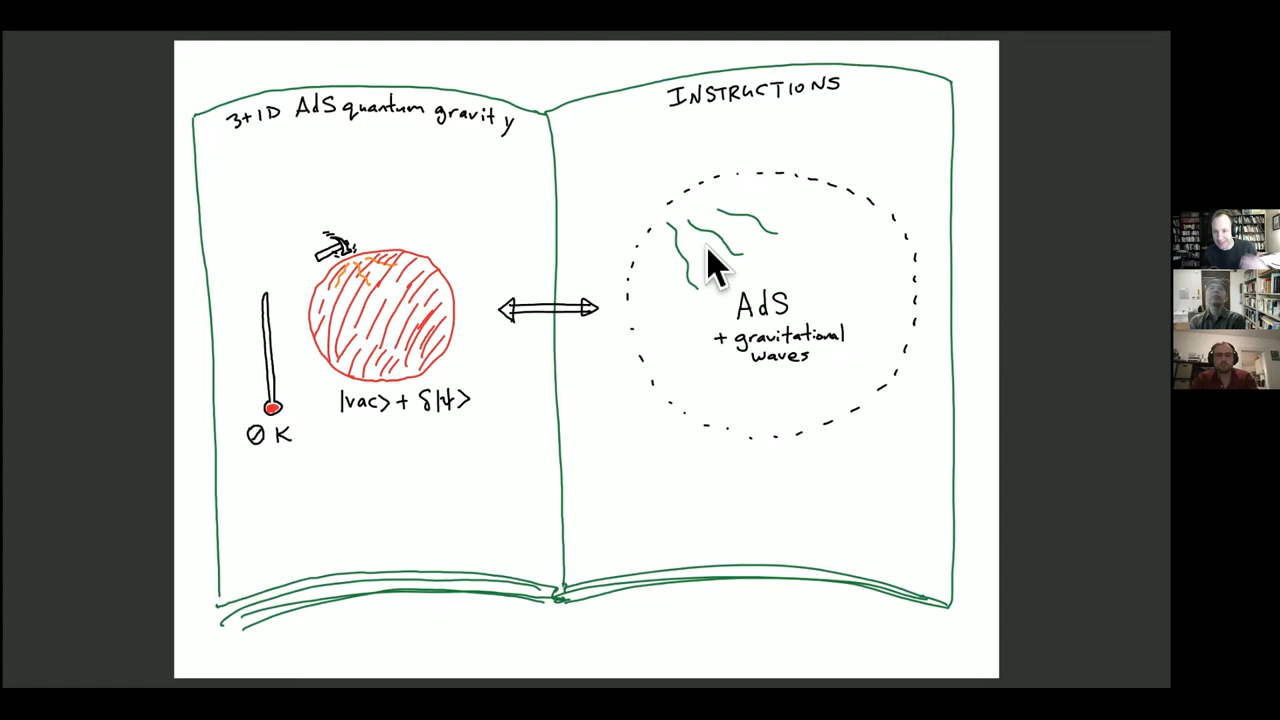 3+1D AdS quantum gravity
|vac> + δ|ψ>
0 K
INSTRUCTIONS
AdS
+ gravitational
waves